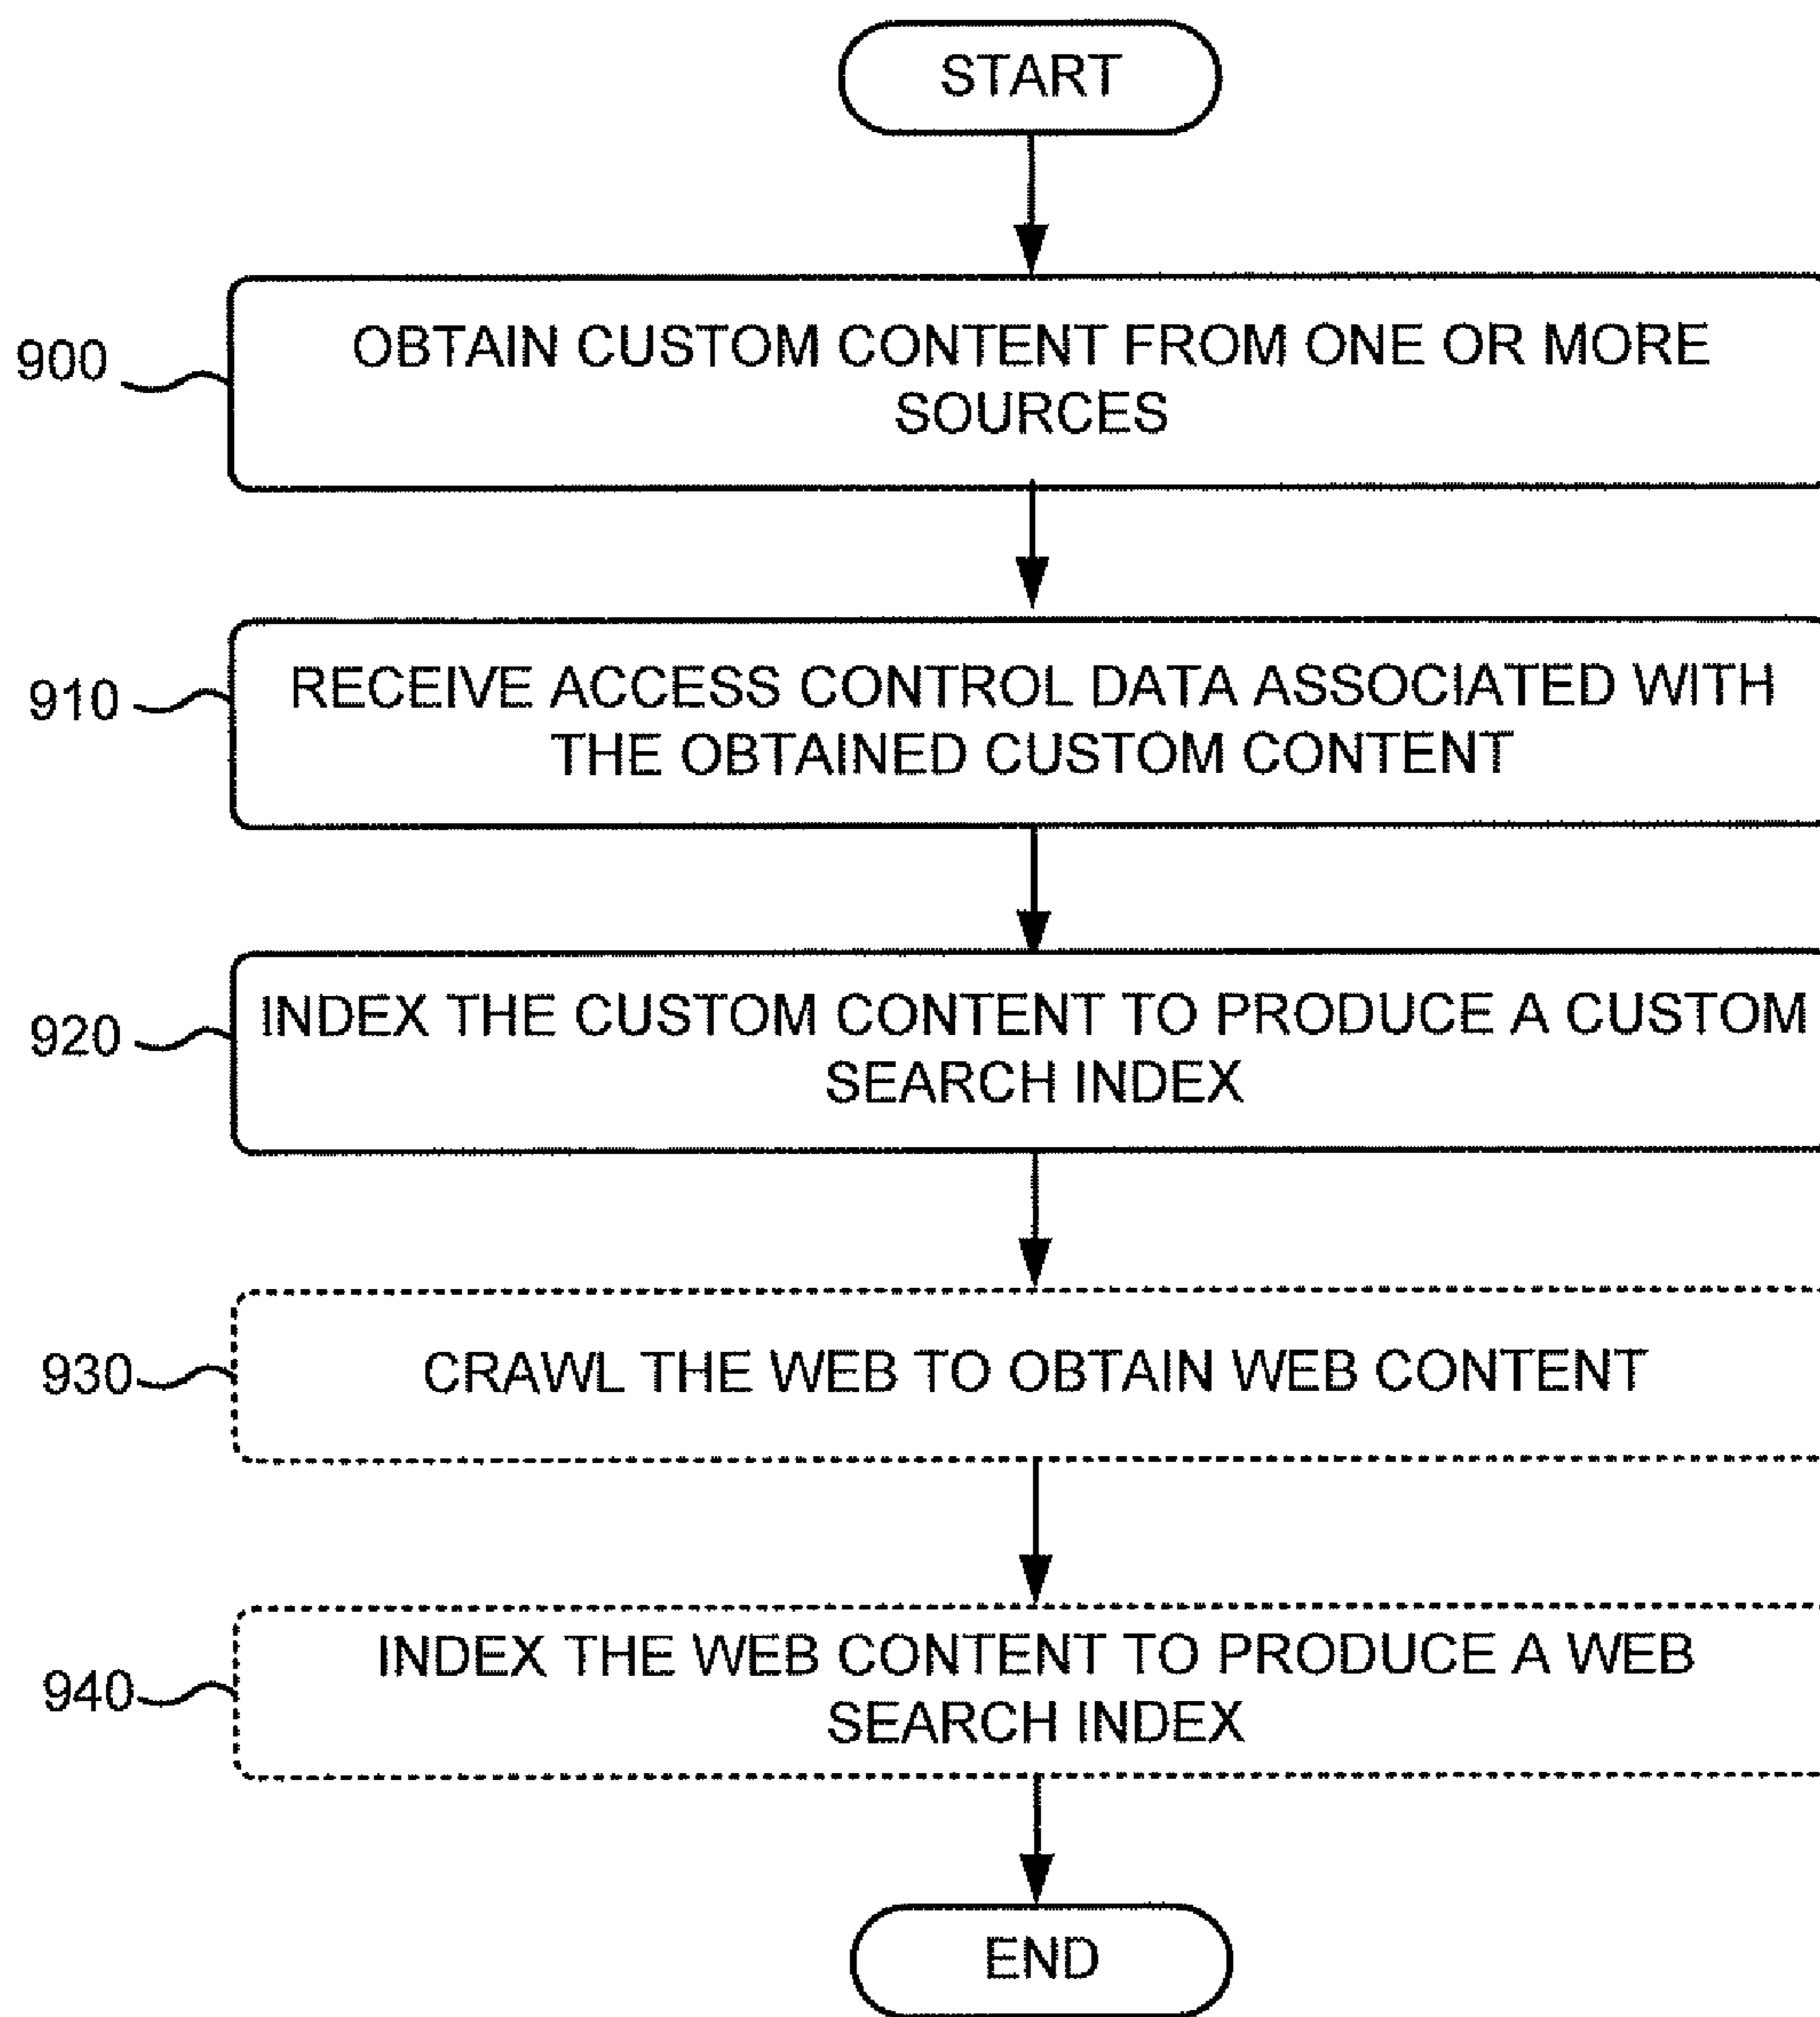 START
900
OBTAIN CUSTOM CONTENT FROM ONE OR MORE
SOURCES
910
RECEIVE ACCESS CONTROL DATA ASSOCIATED WITH
THE OBTAINED CUSTOM CONTENT
920
INDEX THE CUSTOM CONTENT TO PRODUCE A CUSTOM
SEARCH INDEX
930
CRAWL THE WEB TO OBTAIN WEB CONTENT
940
INDEX THE WEB CONTENT TO PRODUCE A WEB
SEARCH INDEX
END